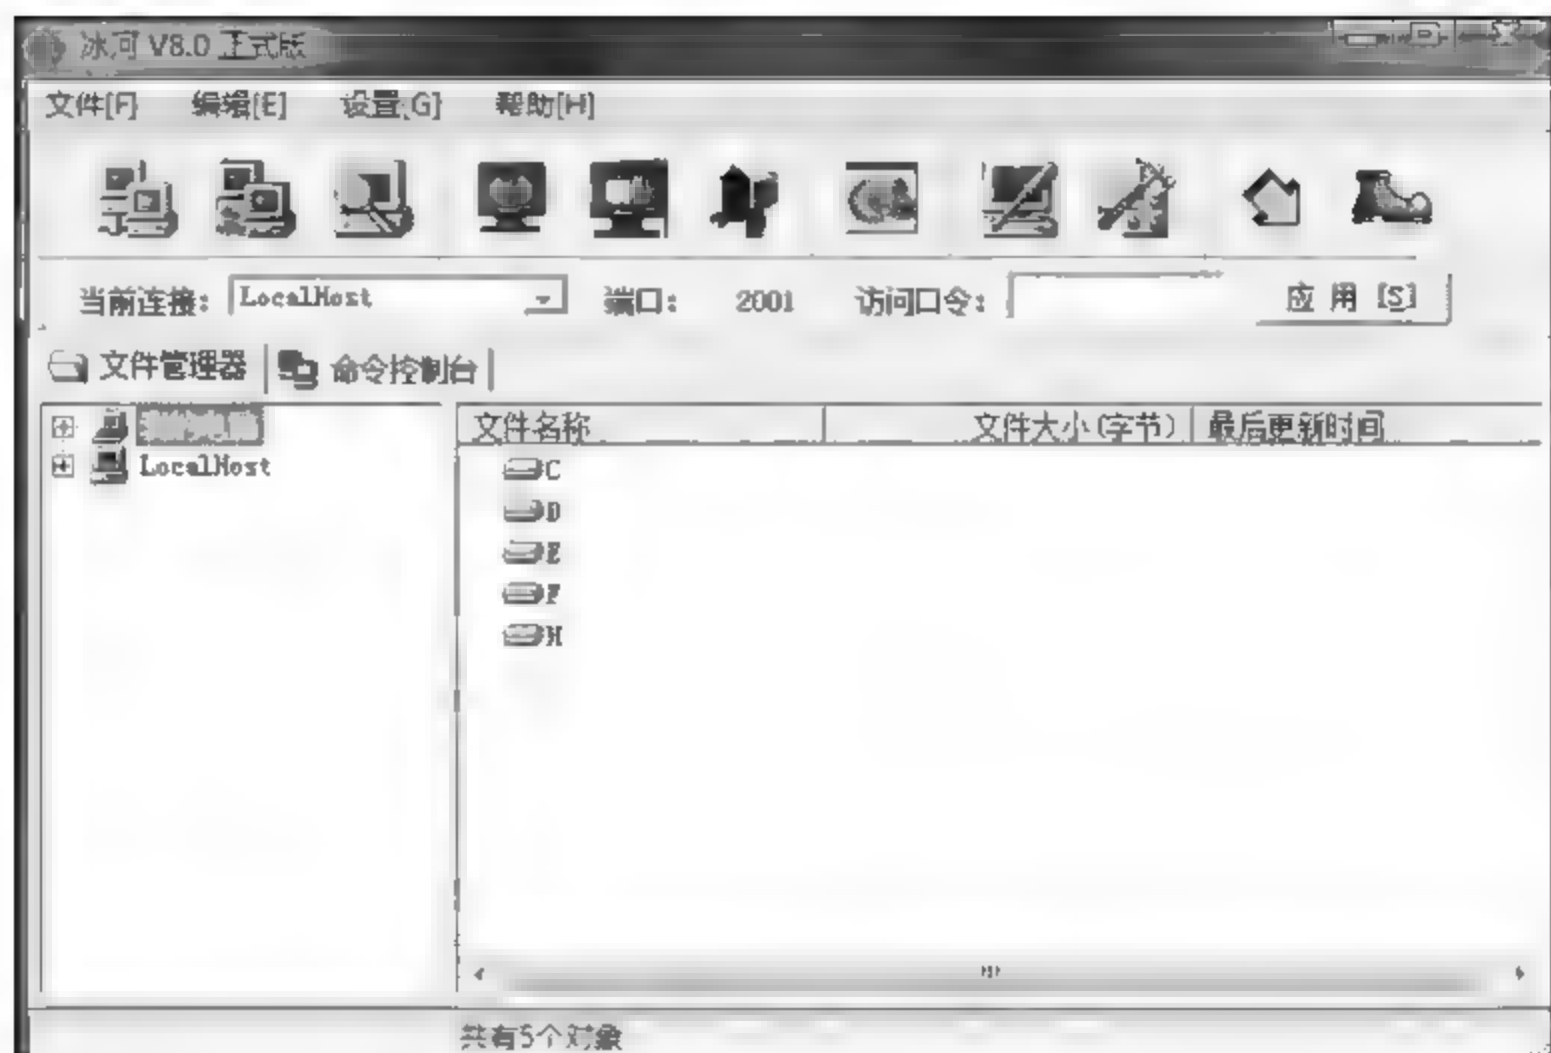 冰河 V8.0 正式版
文件[F] 编辑[E] 设置[G] 帮助[H]
当前连接: LocalHost 端口: 2001 访问口令: 应 用 [S]
文件管理器 命令控制台
文件名称 文件大小(字节) 最后更新时间
LocalHost
C
D
E
F
H
共有5个对象